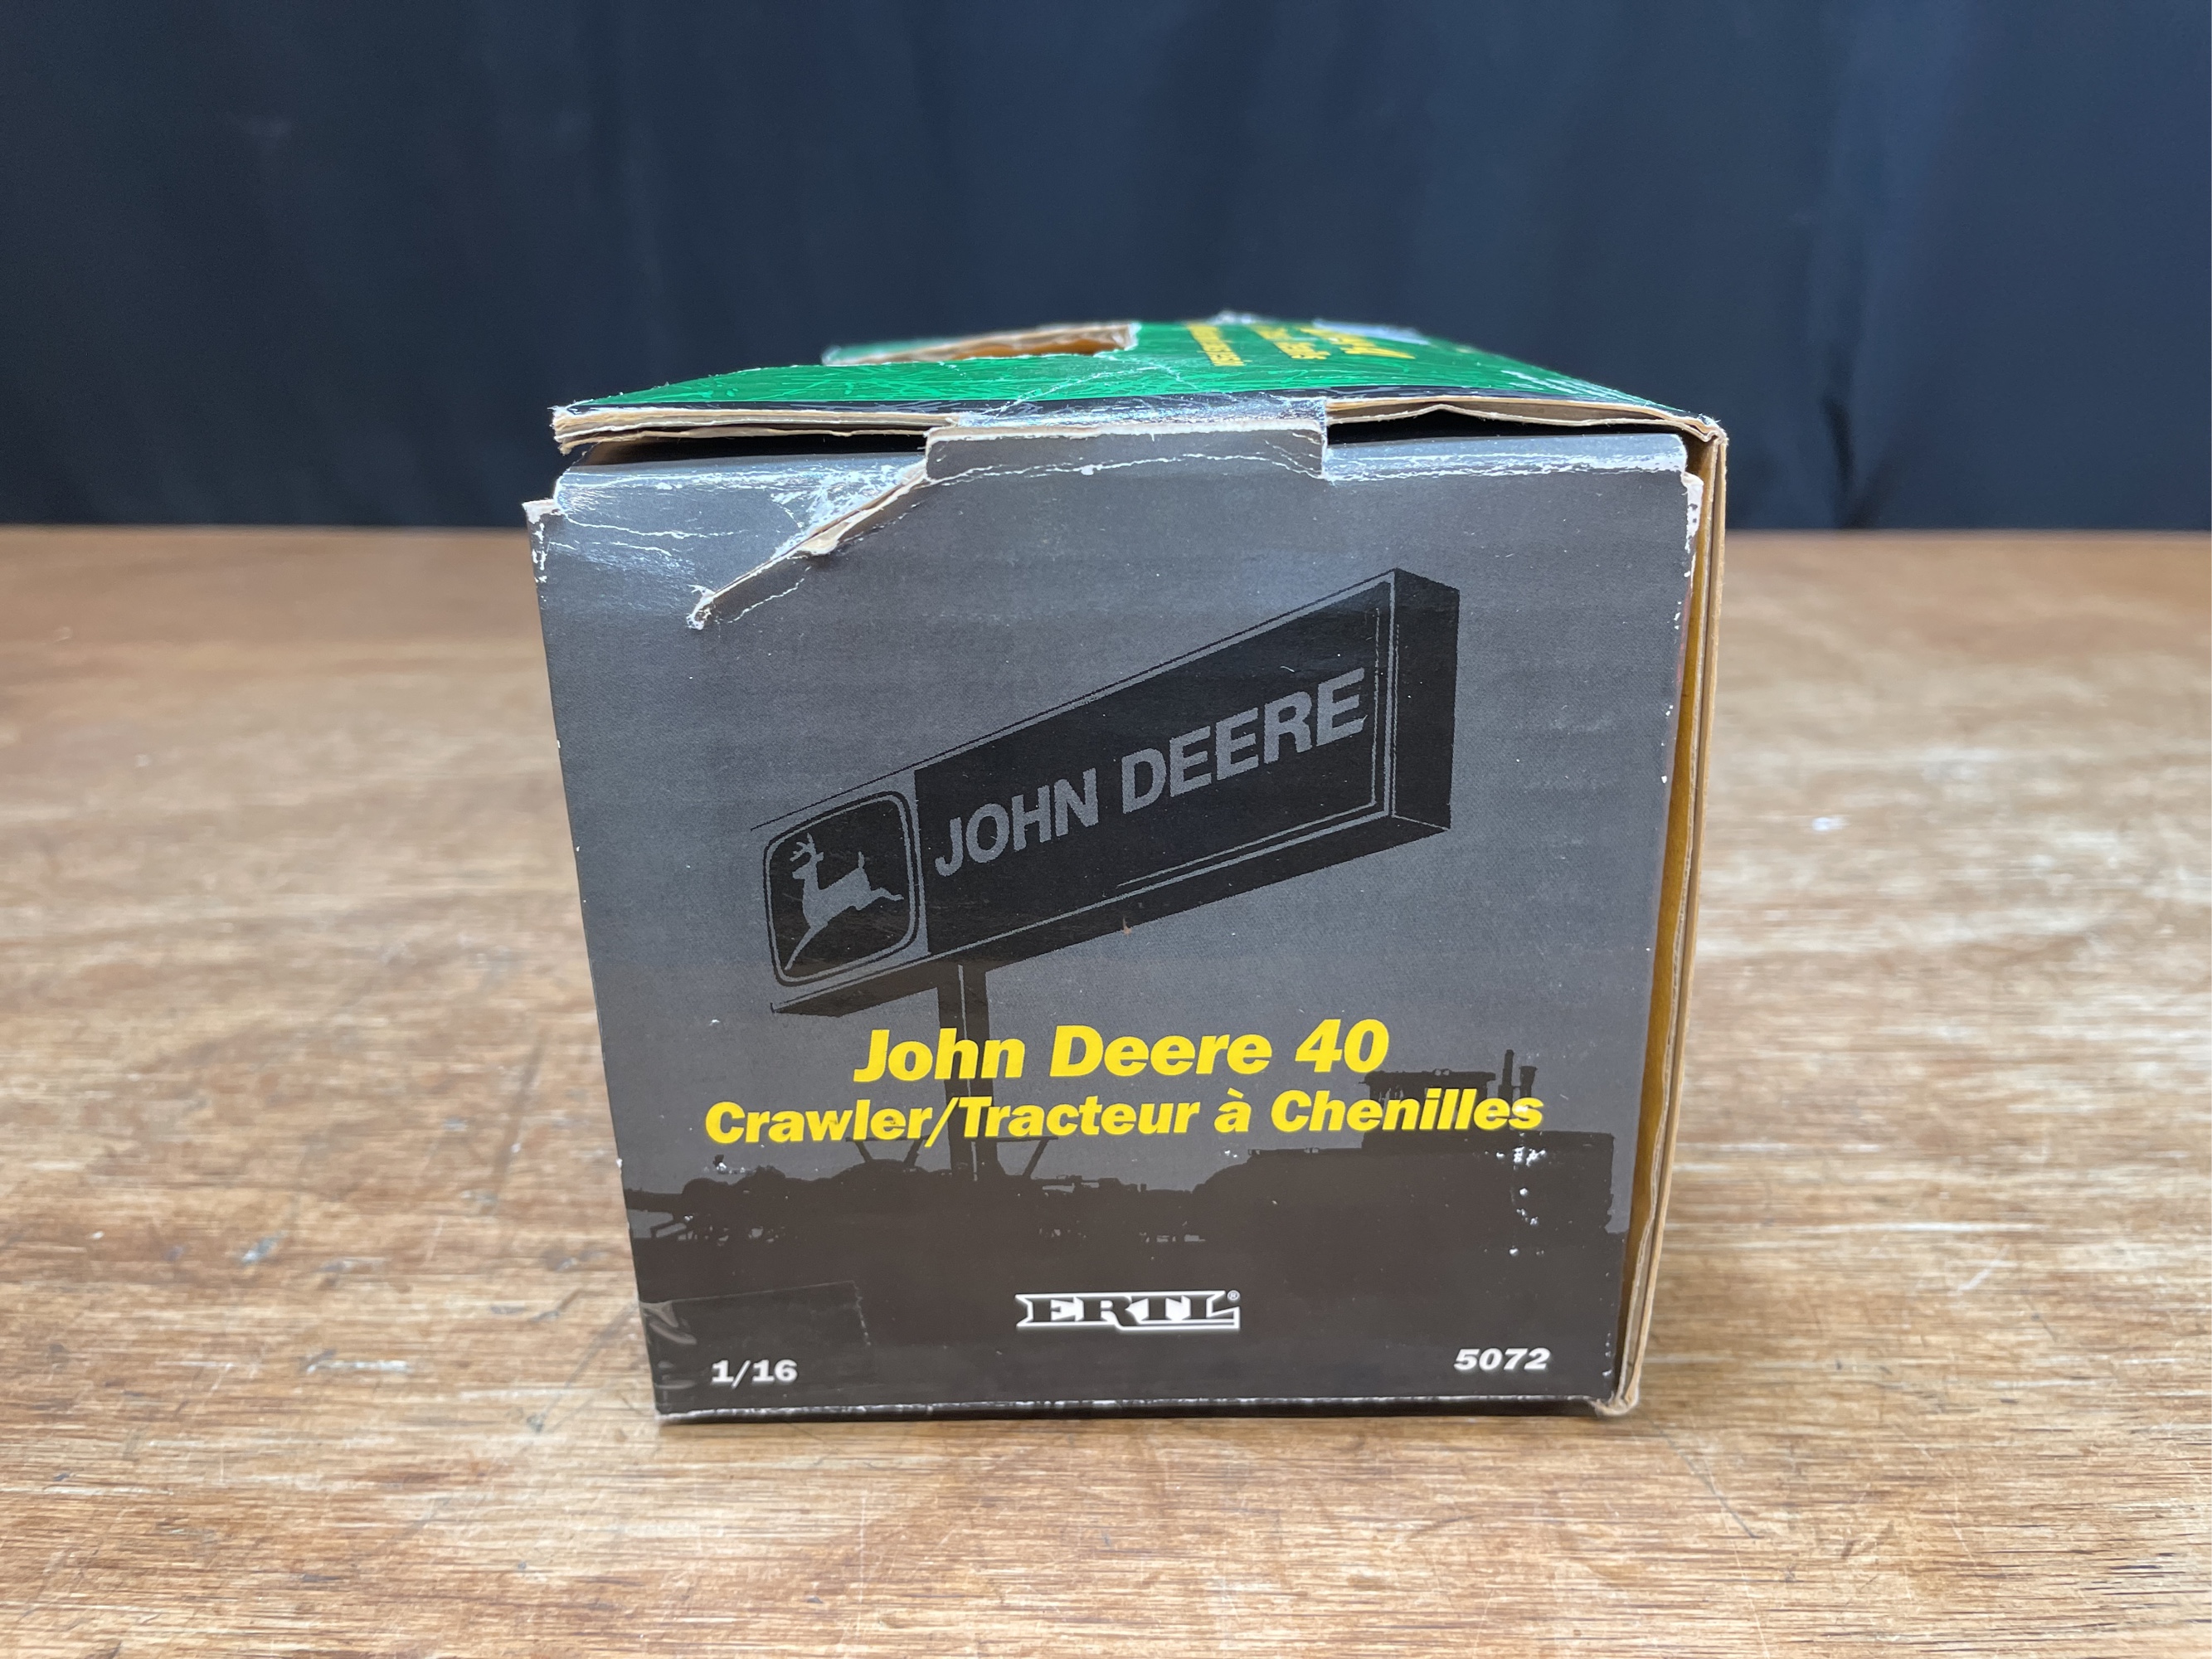 JOHN DEERE
John Deere 40
Crawler/Tracteur à Chenilles
ERTL®
1/16
5072